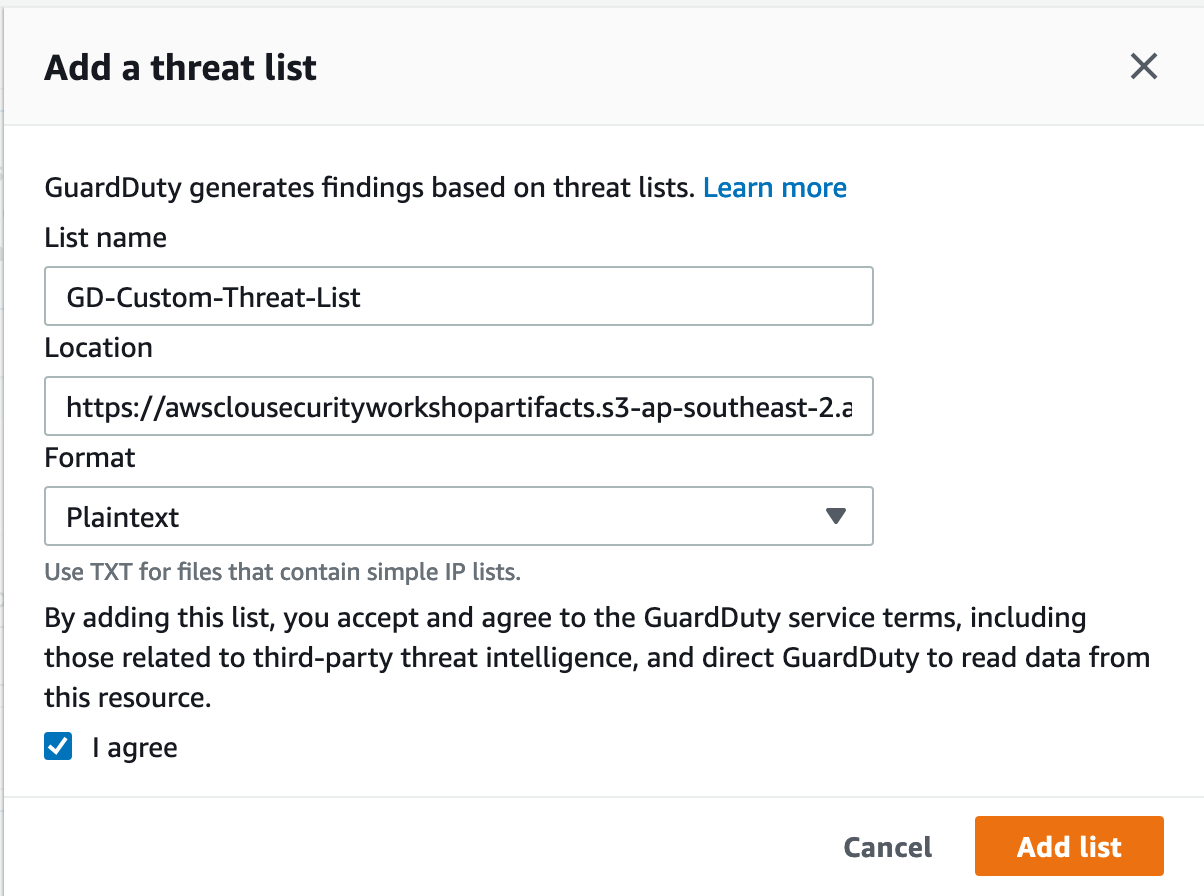 Add a threat list
GuardDuty generates findings based on threat lists. Learn more
List name
GD-Custom-Threat-List
Location
https://awsclousecurityworkshopartifacts.s3-ap-southeast-2.a
Format
Plaintext
Use TXT for files that contain simple IP lists.
By adding this list, you accept and agree to the GuardDuty service terms, including
those related to third-party threat intelligence, and direct GuardDuty to read data from
this resource.
I agree
Cancel Add list